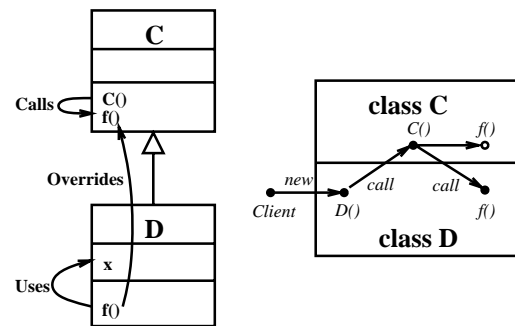 C
Calls
C()
f()
Overrides
D
x
Uses
f()
class C
C()
f()
new
call
call
Client
D()
f()
class D